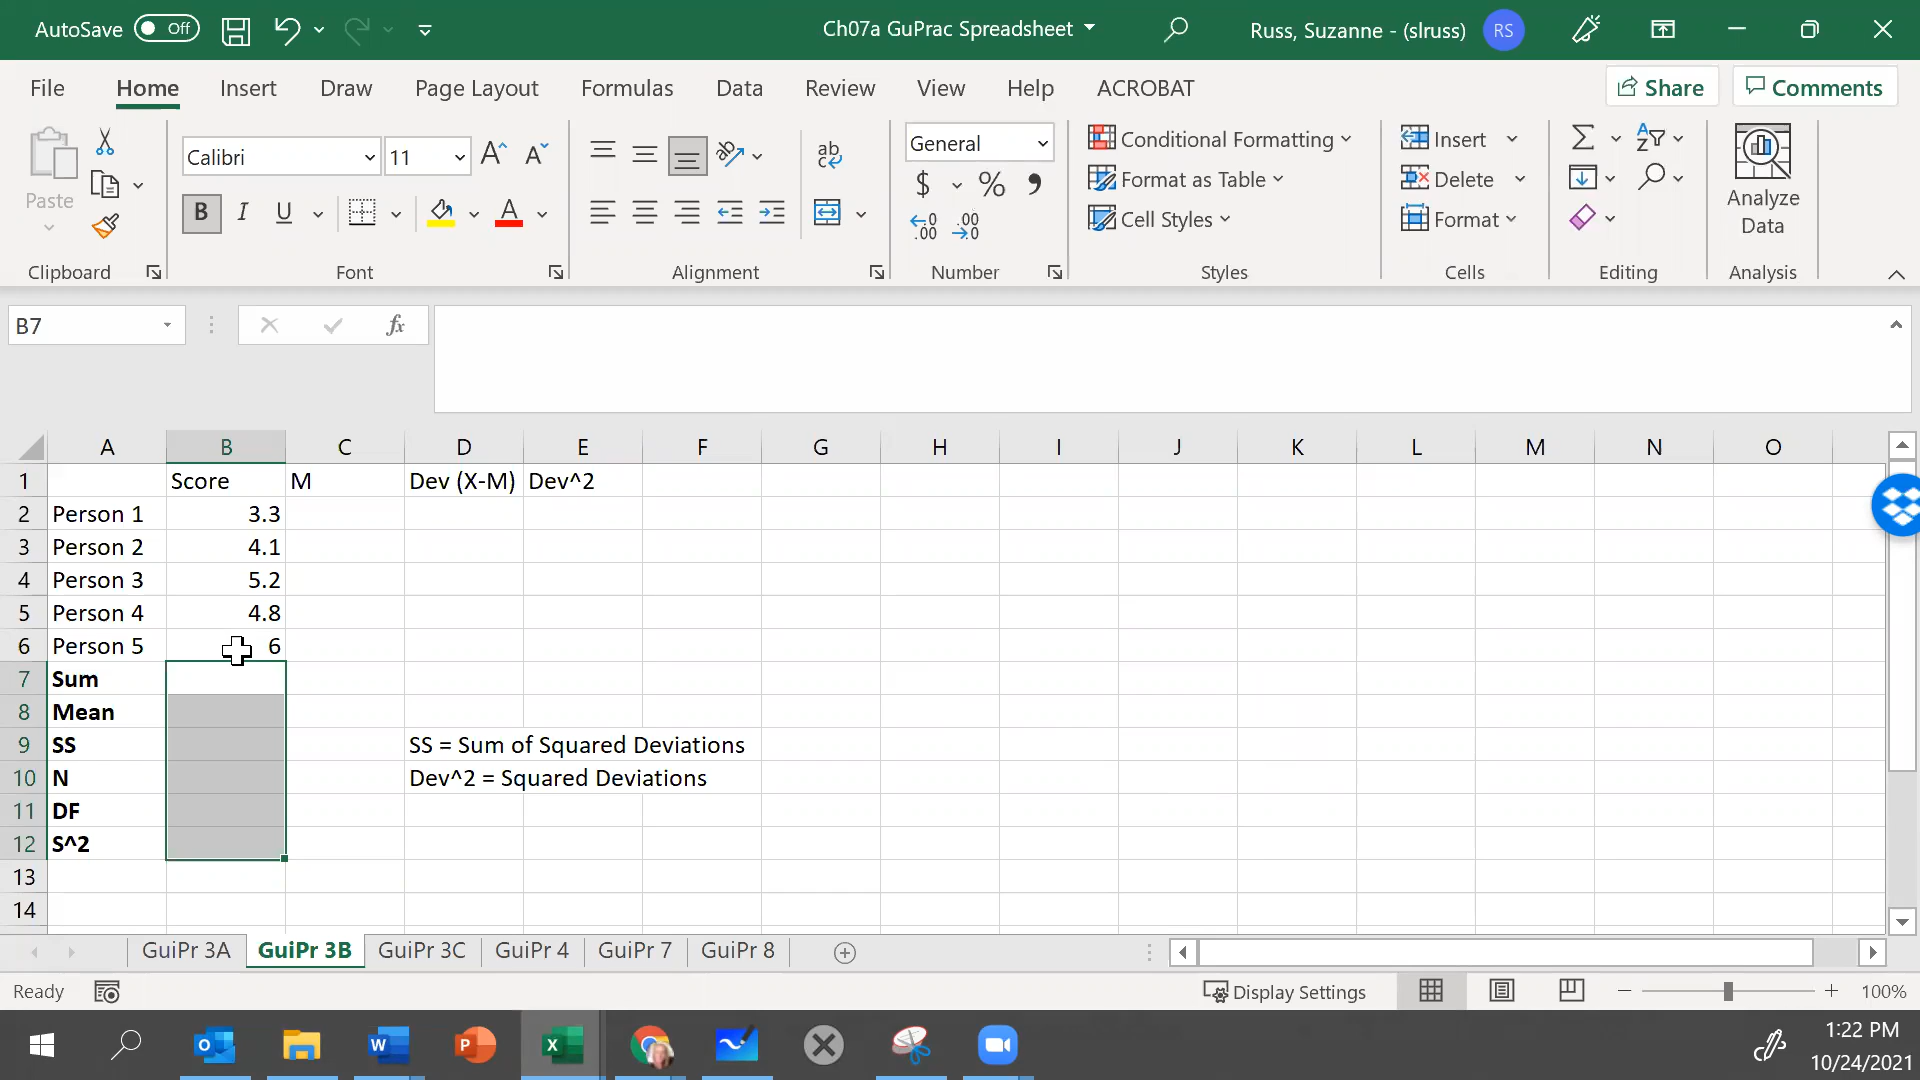 AutoSave Off Ch07a GuPrac Spreadsheet Russ, Suzanne - (slruss) RS
File Home Insert Draw Page Layout Formulas Data Review View Help ACROBAT Share Comments
Paste Calibri 11 B I U A ab General $ % Conditional Formatting Format as Table Cell Styles Insert Delete Format Analyze Data
Clipboard Font Alignment Number Styles Cells Editing Analysis
B7 fx
A B C D E F G H I J K L M N O
1 Score M Dev (X-M) Dev^2
2 Person 1 3.3
3 Person 2 4.1
4 Person 3 5.2
5 Person 4 4.8
6 Person 5 6
7 Sum
8 Mean
9 SS SS = Sum of Squared Deviations
10 N Dev^2 = Squared Deviations
11 DF
12 S^2
13
14
GuiPr 3A GuiPr 3B GuiPr 3C GuiPr 4 GuiPr 7 GuiPr 8
Ready Display Settings 100%
1:22 PM
10/24/2021